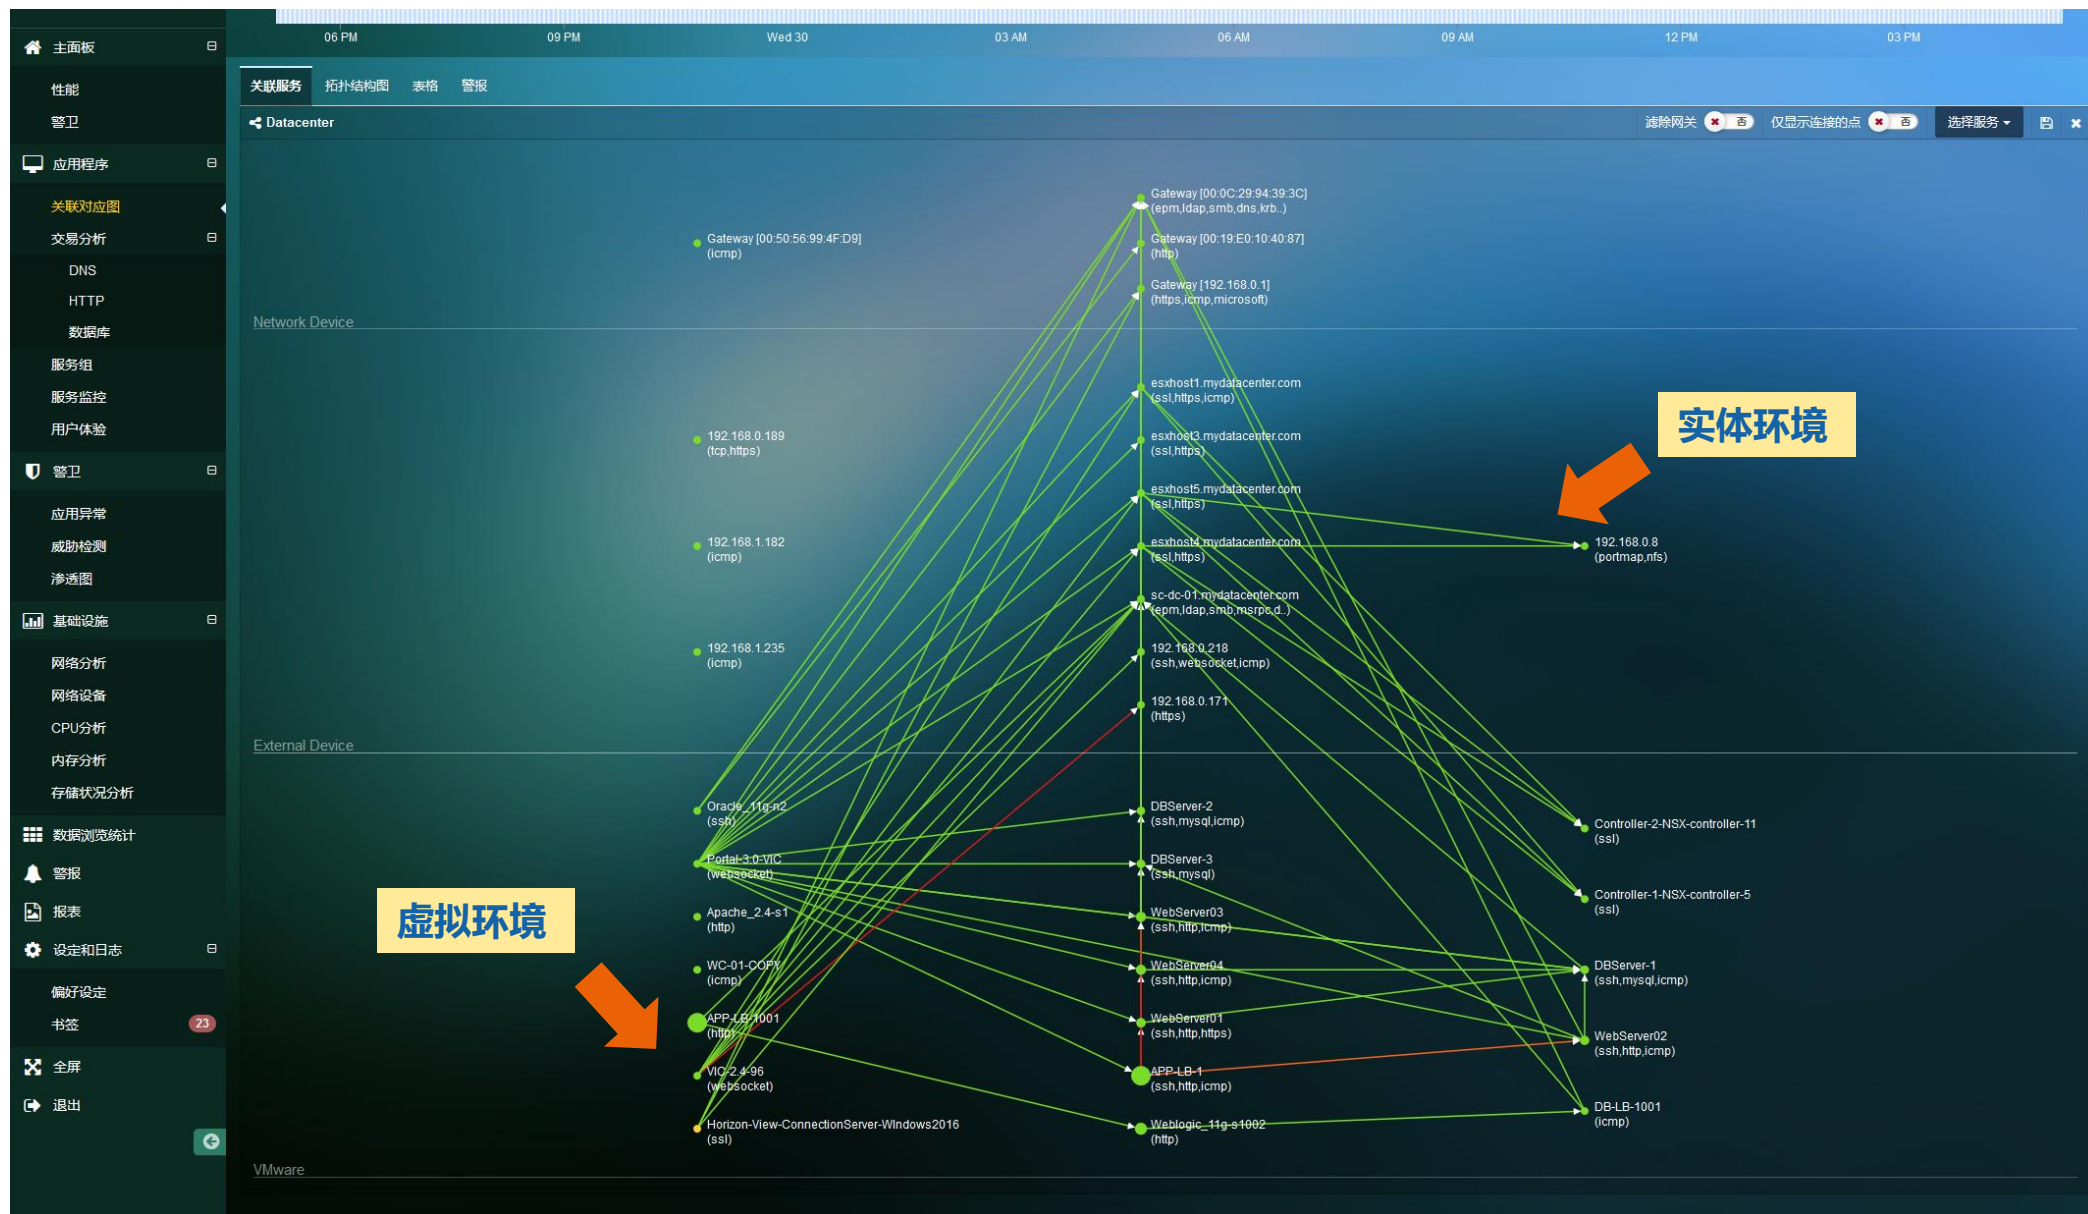 主面板
性能
警卫
应用程序
关联对应图
交易分析
DNS
HTTP
数据库
服务组
服务监控
用户体验
警卫
应用异常
威胁检测
渗透图
基础设施
网络分析
网络设备
CPU分析
内存分析
存储状况分析
数据浏览统计
警报
报表
设定和日志
偏好设定
书签 23
全屏
退出
06 PM 09 PM Wed 30 03 AM 06 AM 09 AM 12 PM 03 PM
关联服务 拓扑结构图 表格 警报
Datacenter 滤除网关 否 仅显示连接的点 否 选择服务
Gateway [00:0C:29:94:39:3C]
(epm,ldap,smb,dns,krb..)
Gateway [00:50:56:99:4F:D9]
(icmp)
Gateway [00:19:E0:10:40:87]
(http)
Gateway [192.168.0.1]
(https,icmp,microsoft)
Network Device
esxhost1.mydatacenter.com
(ssl,https,icmp)
实体环境
192.168.0.189
(tcp,https)
esxhost3.mydatacenter.com
(ssl,https)
esxhost5.mydatacenter.com
(ssl,https)
192.168.1.182
(icmp)
esxhost4.mydatacenter.com
(ssl,https)
192.168.0.8
(portmap,nfs)
sc-dc-01.mydatacenter.com
(epm,ldap,smb,msrpc,d..)
192.168.1.235
(icmp)
192.168.0.218
(ssh,websocket,icmp)
192.168.0.171
(https)
External Device
Oracle_11g-n2
(ssh)
DBServer-2
(ssh,mysql,icmp)
Controller-2-NSX-controller-11
(ssl)
Portal-3.0-VIC
(websocket)
DBServer-3
(ssh,mysql)
Controller-1-NSX-controller-5
(ssl)
虚拟环境
Apache_2.4-s1
(http)
WebServer03
(ssh,http,icmp)
WC-01-COPY
(icmp)
WebServer04
(ssh,http,icmp)
DBServer-1
(ssh,mysql,icmp)
APP-LB-1001
(http)
WebServer01
(ssh,http,https)
WebServer02
(ssh,http,icmp)
VIC-2.4-96
(websocket)
APP-LB-1
(ssh,http,icmp)
DB-LB-1001
(icmp)
Horizon-View-ConnectionServer-WIndows2016
(ssl)
Weblogic_11g-s1002
(http)
VMware